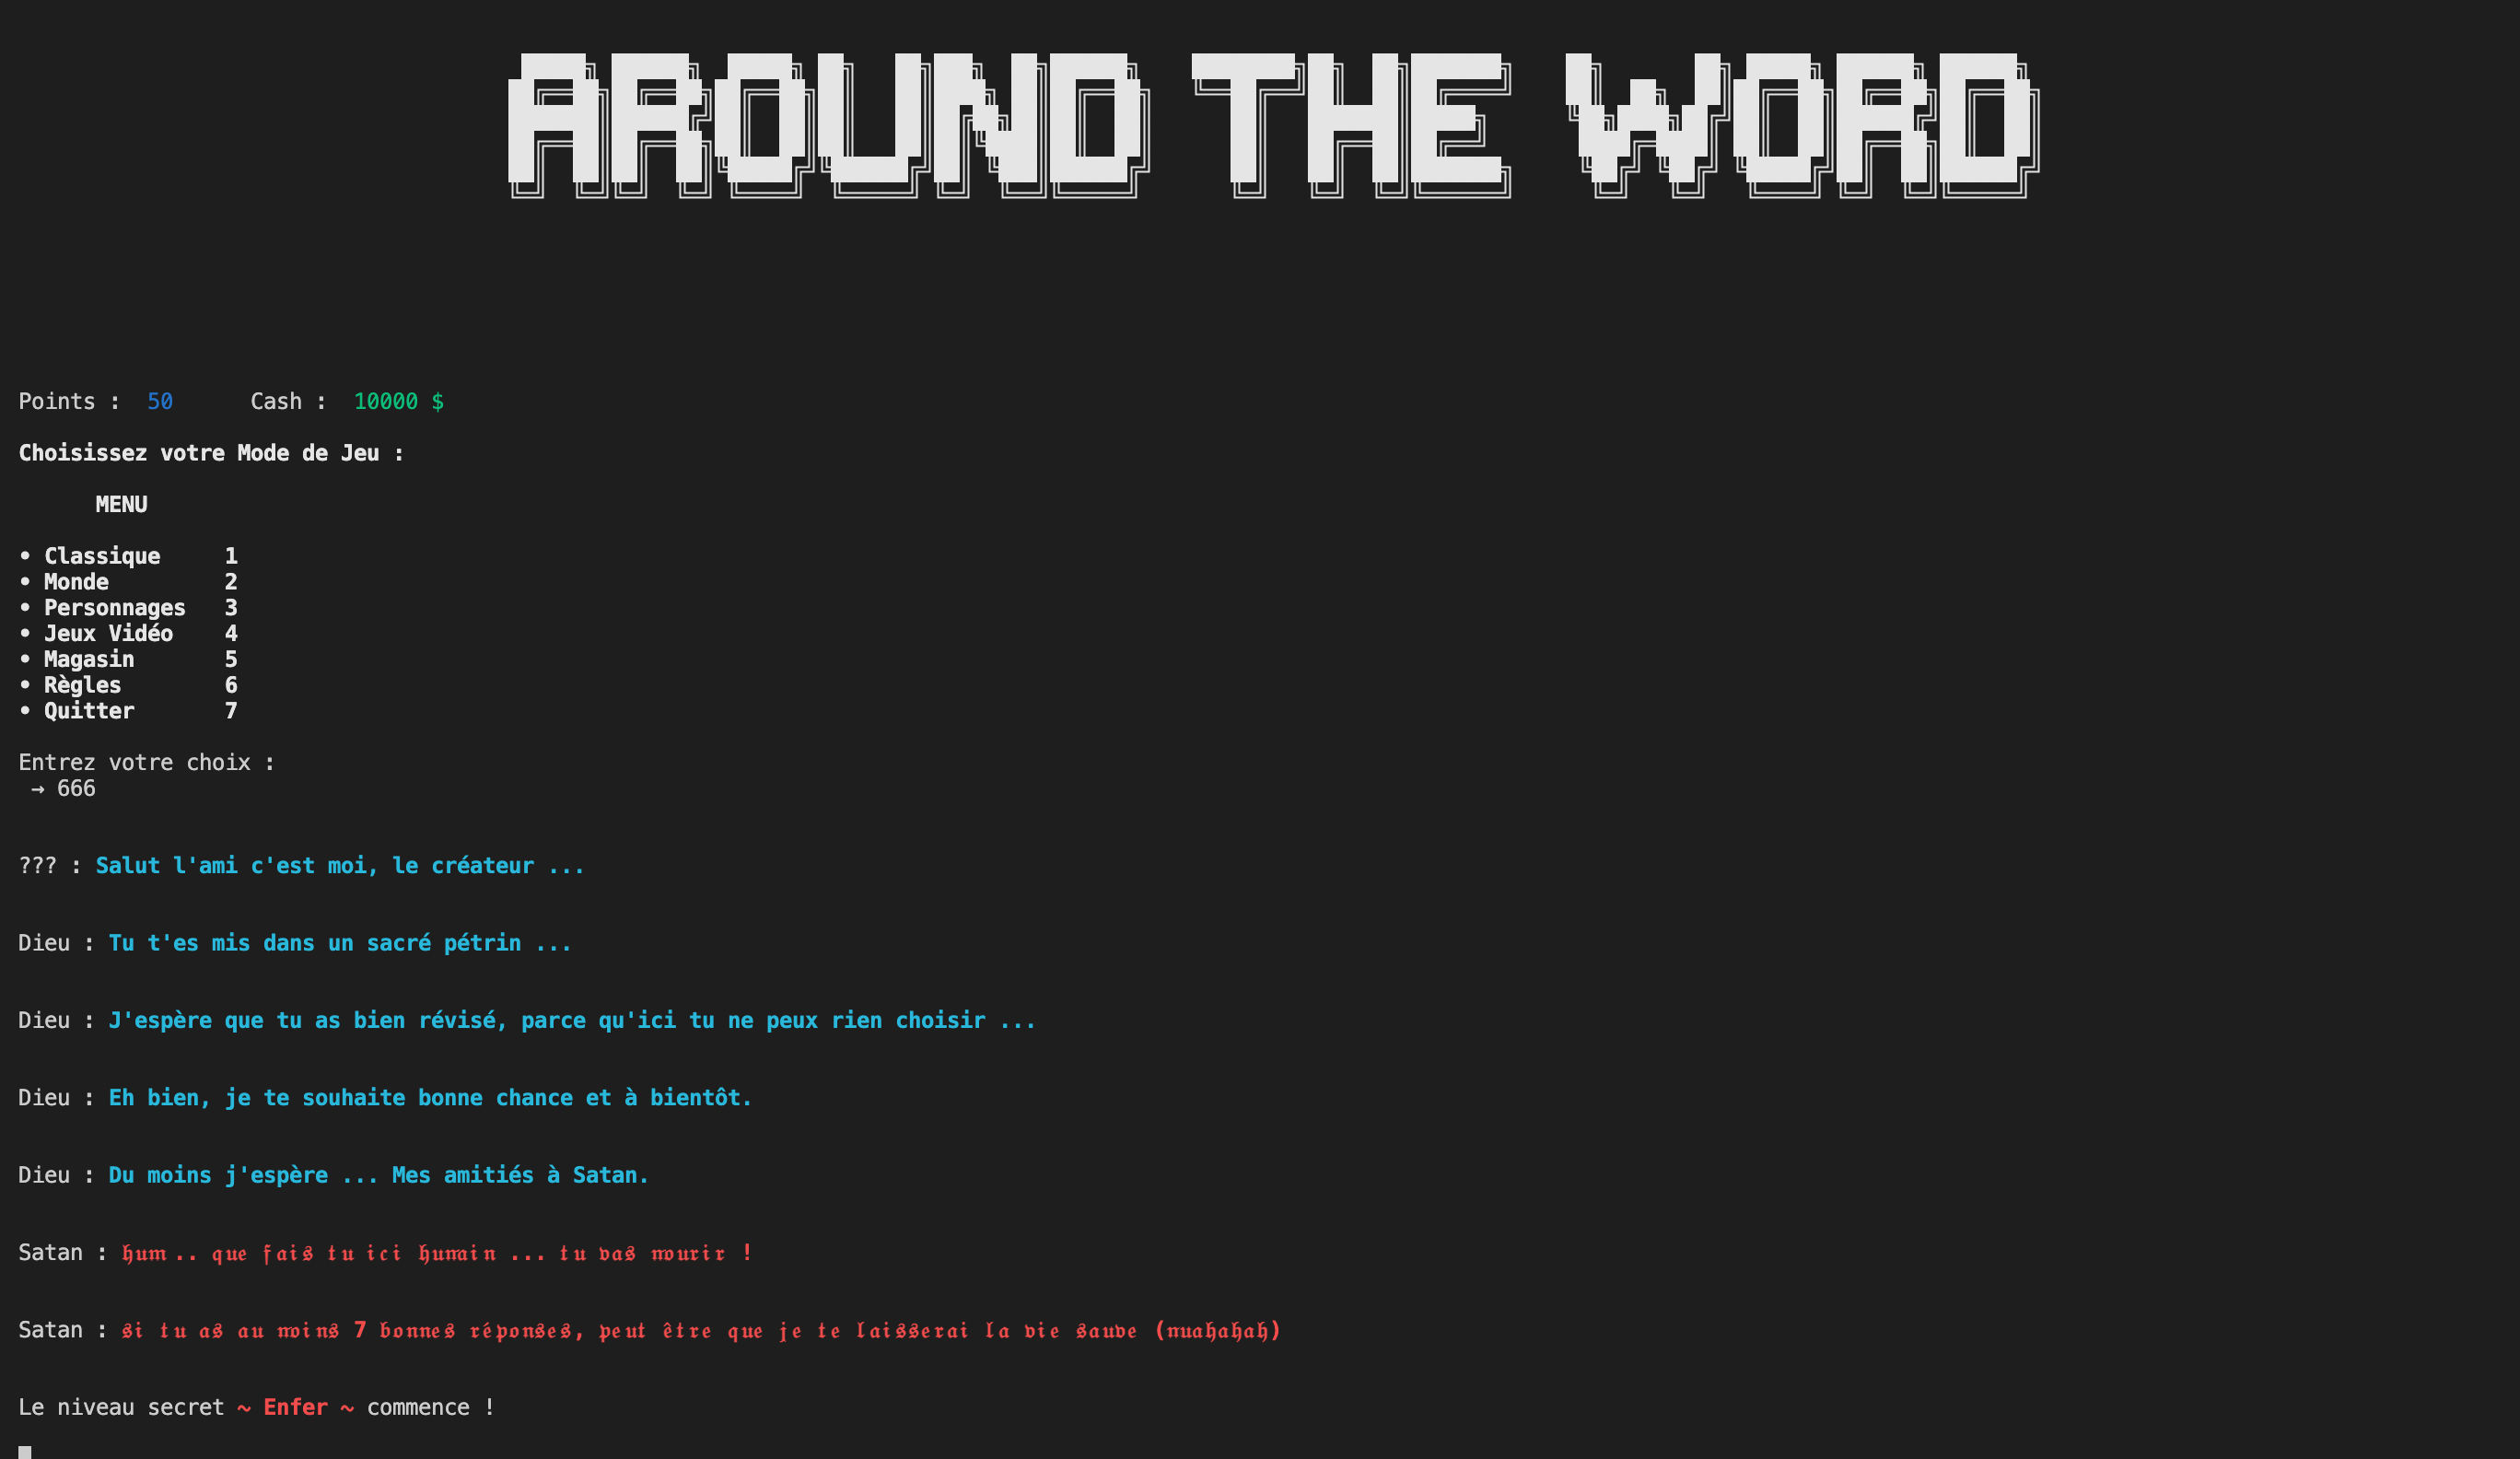 AROUND THE WORD
Points :  50      Cash :  10000 $
Choisissez votre Mode de Jeu :
MENU
• Classique     1
• Monde         2
• Personnages   3
• Jeux Vidéo    4
• Magasin       5
• Règles        6
• Quitter       7
Entrez votre choix :
→ 666
??? : Salut l'ami c'est moi, le créateur ...
Dieu : Tu t'es mis dans un sacré pétrin ...
Dieu : J'espère que tu as bien révisé, parce qu'ici tu ne peux rien choisir ...
Dieu : Eh bien, je te souhaite bonne chance et à bientôt.
Dieu : Du moins j'espère ... Mes amitiés à Satan.
Satan : 𝖍𝖚𝖒.. 𝖖𝖚𝖊 𝖋𝖆𝖎𝖘 𝖙𝖚 𝖎𝖈𝖎 𝖍𝖚𝖒𝖆𝖎𝖓 ... 𝖙𝖚 𝖛𝖆𝖘 𝖒𝖔𝖚𝖗𝖎𝖗 !
Satan : 𝖘𝖎 𝖙𝖚 𝖆𝖘 𝖆𝖚 𝖒𝖔𝖎𝖓𝖘 7 𝖇𝖔𝖓𝖓𝖊𝖘 𝖗é𝖕𝖔𝖓𝖘𝖊𝖘, 𝖕𝖊𝖚𝖙 ê𝖙𝖗𝖊 𝖖𝖚𝖊 𝖏𝖊 𝖙𝖊 𝖑𝖆𝖎𝖘𝖘𝖊𝖗𝖆𝖎 𝖑𝖆 𝖛𝖎𝖊 𝖘𝖆𝖚𝖛𝖊 (𝖓𝖚𝖆𝖍𝖆𝖍𝖆𝖍)
Le niveau secret ~ Enfer ~ commence !